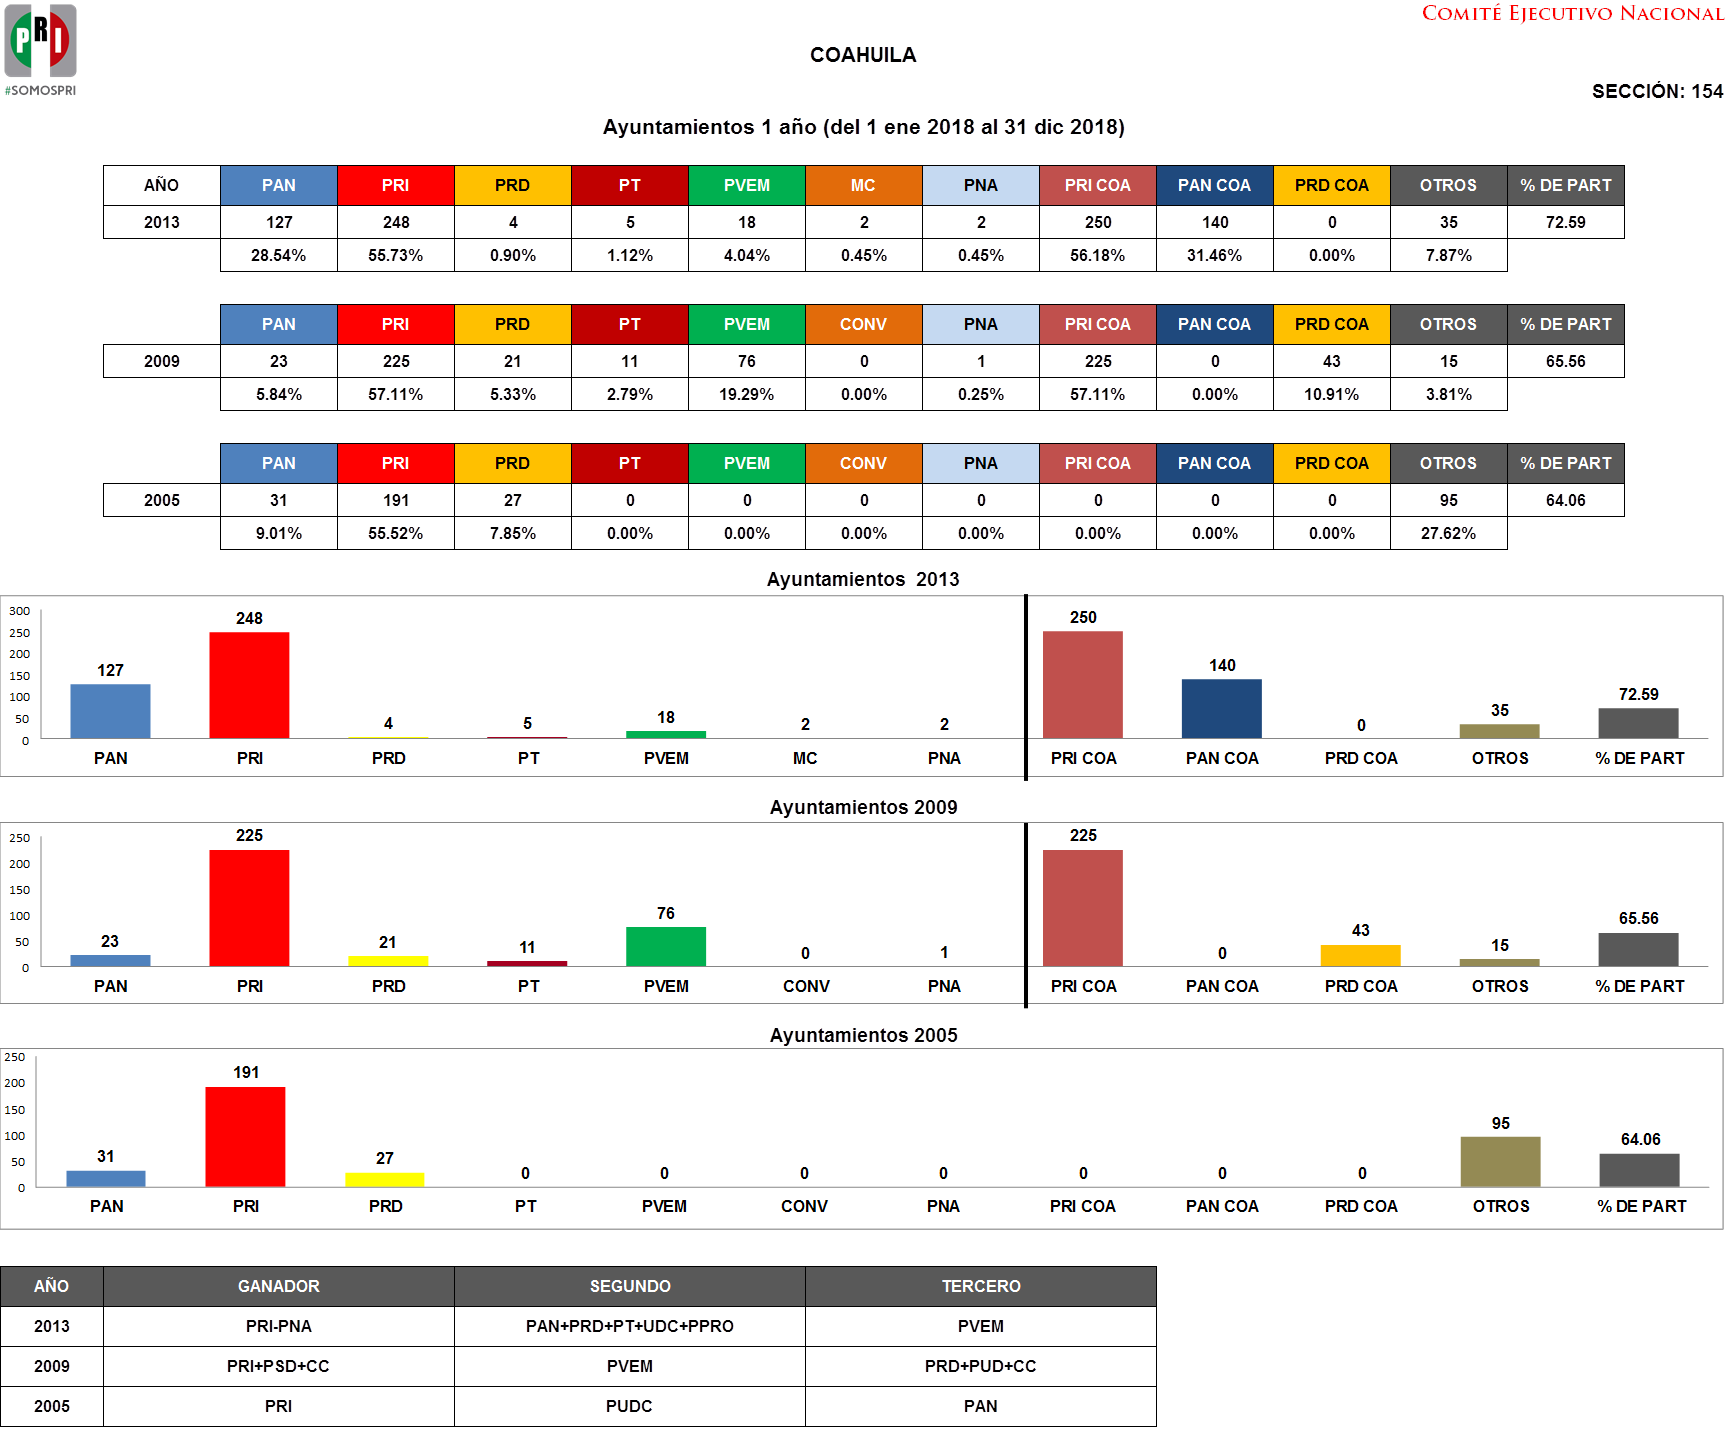 COMITÉ EJECUTIVO NACIONAL
PRI
#SOMOSPRI
COAHUILA
SECCIÓN: 154
Ayuntamientos 1 año (del 1 ene 2018 al 31 dic 2018)
AÑO PAN PRI PRD PT PVEM MC PNA PRI COA PAN COA PRD COA OTROS % DE PART
2013 127 248 4 5 18 2 2 250 140 0 35 72.59
28.54% 55.73% 0.90% 1.12% 4.04% 0.45% 0.45% 56.18% 31.46% 0.00% 7.87%
PAN PRI PRD PT PVEM CONV PNA PRI COA PAN COA PRD COA OTROS % DE PART
2009 23 225 21 11 76 0 1 225 0 43 15 65.56
5.84% 57.11% 5.33% 2.79% 19.29% 0.00% 0.25% 57.11% 0.00% 10.91% 3.81%
PAN PRI PRD PT PVEM CONV PNA PRI COA PAN COA PRD COA OTROS % DE PART
2005 31 191 27 0 0 0 0 0 0 0 95 64.06
9.01% 55.52% 7.85% 0.00% 0.00% 0.00% 0.00% 0.00% 0.00% 0.00% 27.62%
Ayuntamientos 2013
300
250
200
150
100
50
0
127 248 4 5 18 2 2 250 140 0 35 72.59
PAN PRI PRD PT PVEM MC PNA PRI COA PAN COA PRD COA OTROS % DE PART
Ayuntamientos 2009
250
200
150
100
50
0
23 225 21 11 76 0 1 225 0 43 15 65.56
PAN PRI PRD PT PVEM CONV PNA PRI COA PAN COA PRD COA OTROS % DE PART
Ayuntamientos 2005
250
200
150
100
50
0
31 191 27 0 0 0 0 0 0 0 95 64.06
PAN PRI PRD PT PVEM CONV PNA PRI COA PAN COA PRD COA OTROS % DE PART
AÑO GANADOR SEGUNDO TERCERO
2013 PRI-PNA PAN+PRD+PT+UDC+PPRO PVEM
2009 PRI+PSD+CC PVEM PRD+PUD+CC
2005 PRI PUDC PAN